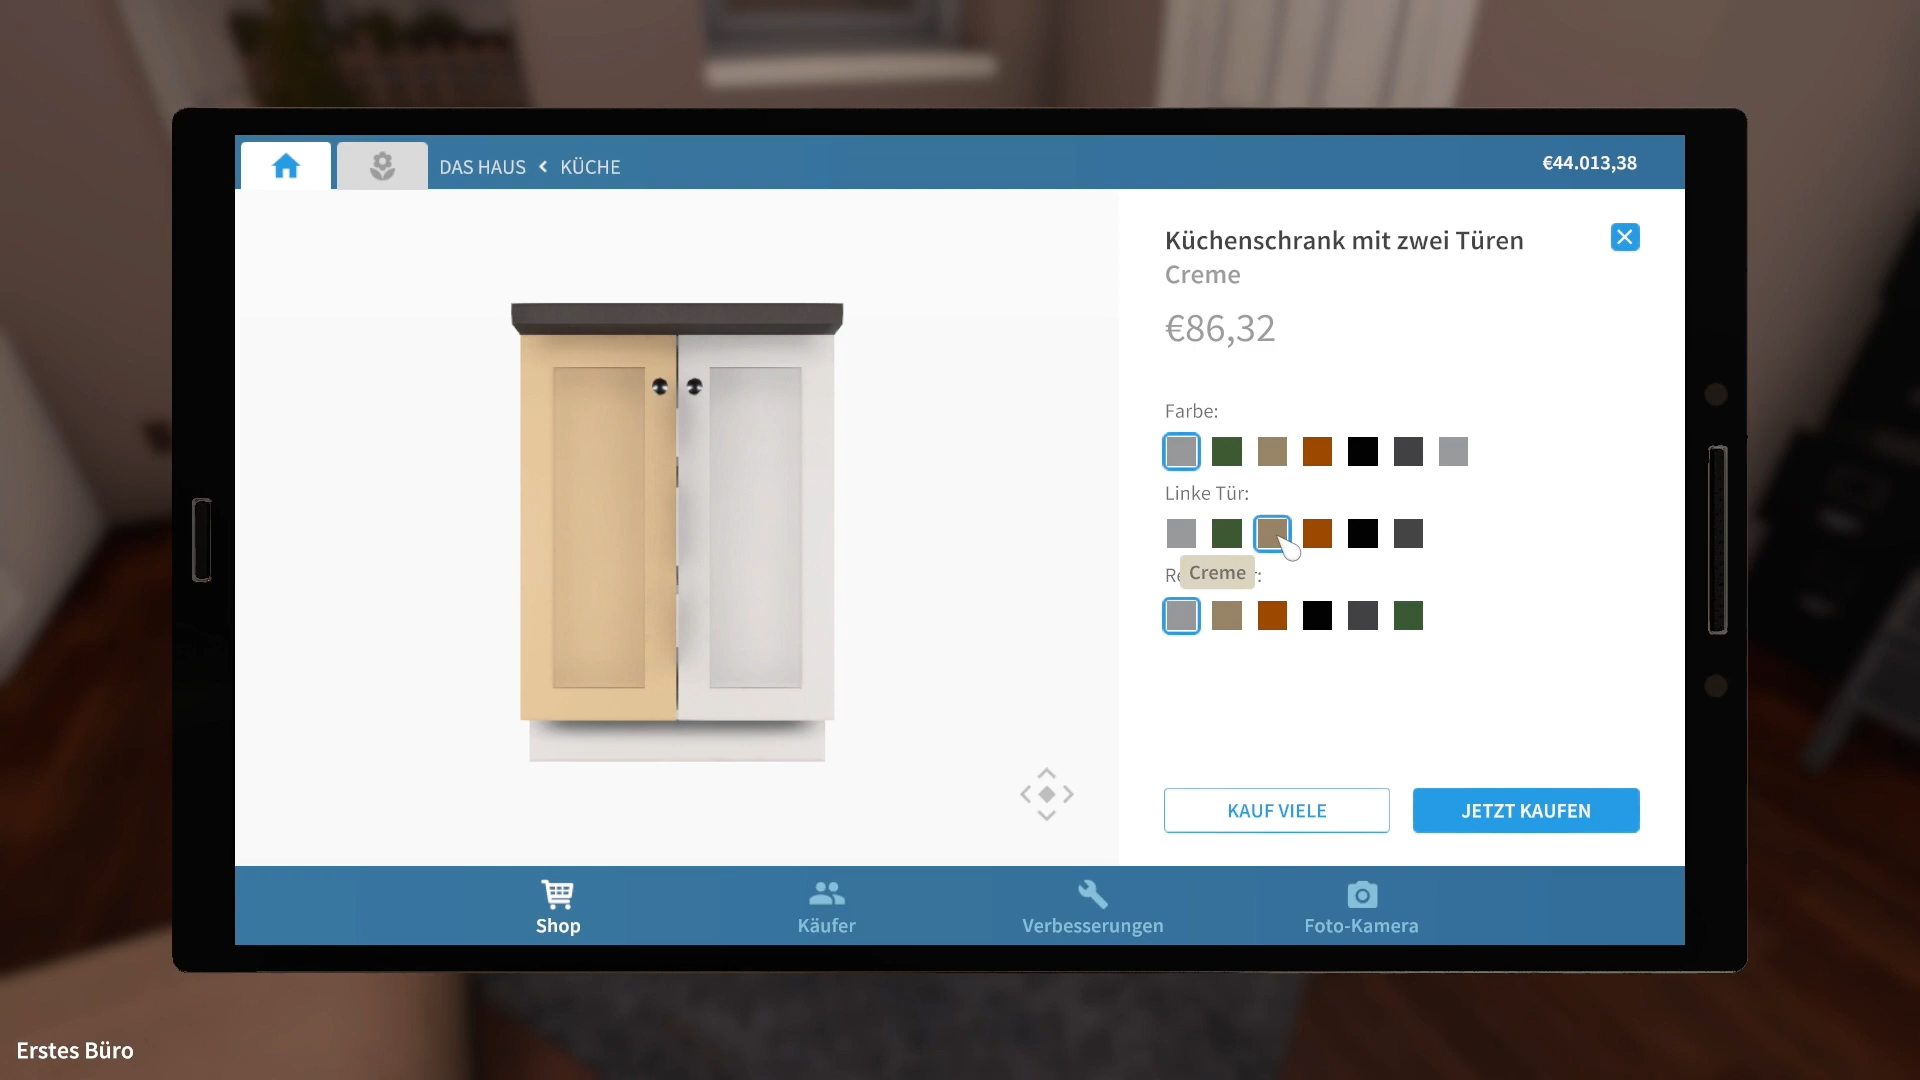 DAS HAUS < KÜCHE
€44.013,38
Küchenschrank mit zwei Türen
Creme
€86,32
Farbe:
Linke Tür:
Creme
KAUF VIELE
JETZT KAUFEN
Shop
Käufer
Verbesserungen
Foto-Kamera
Erstes Büro